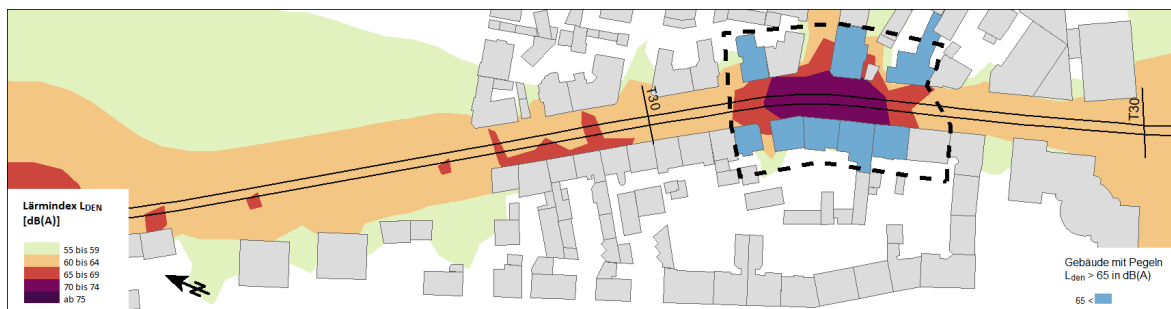 T30
T30
Lärmindex LDEN
[dB(A)]
55 bis 59
60 bis 64
65 bis 69
70 bis 74
ab 75
N
Gebäude mit Pegeln
Lden > 65 in dB(A)
65 <